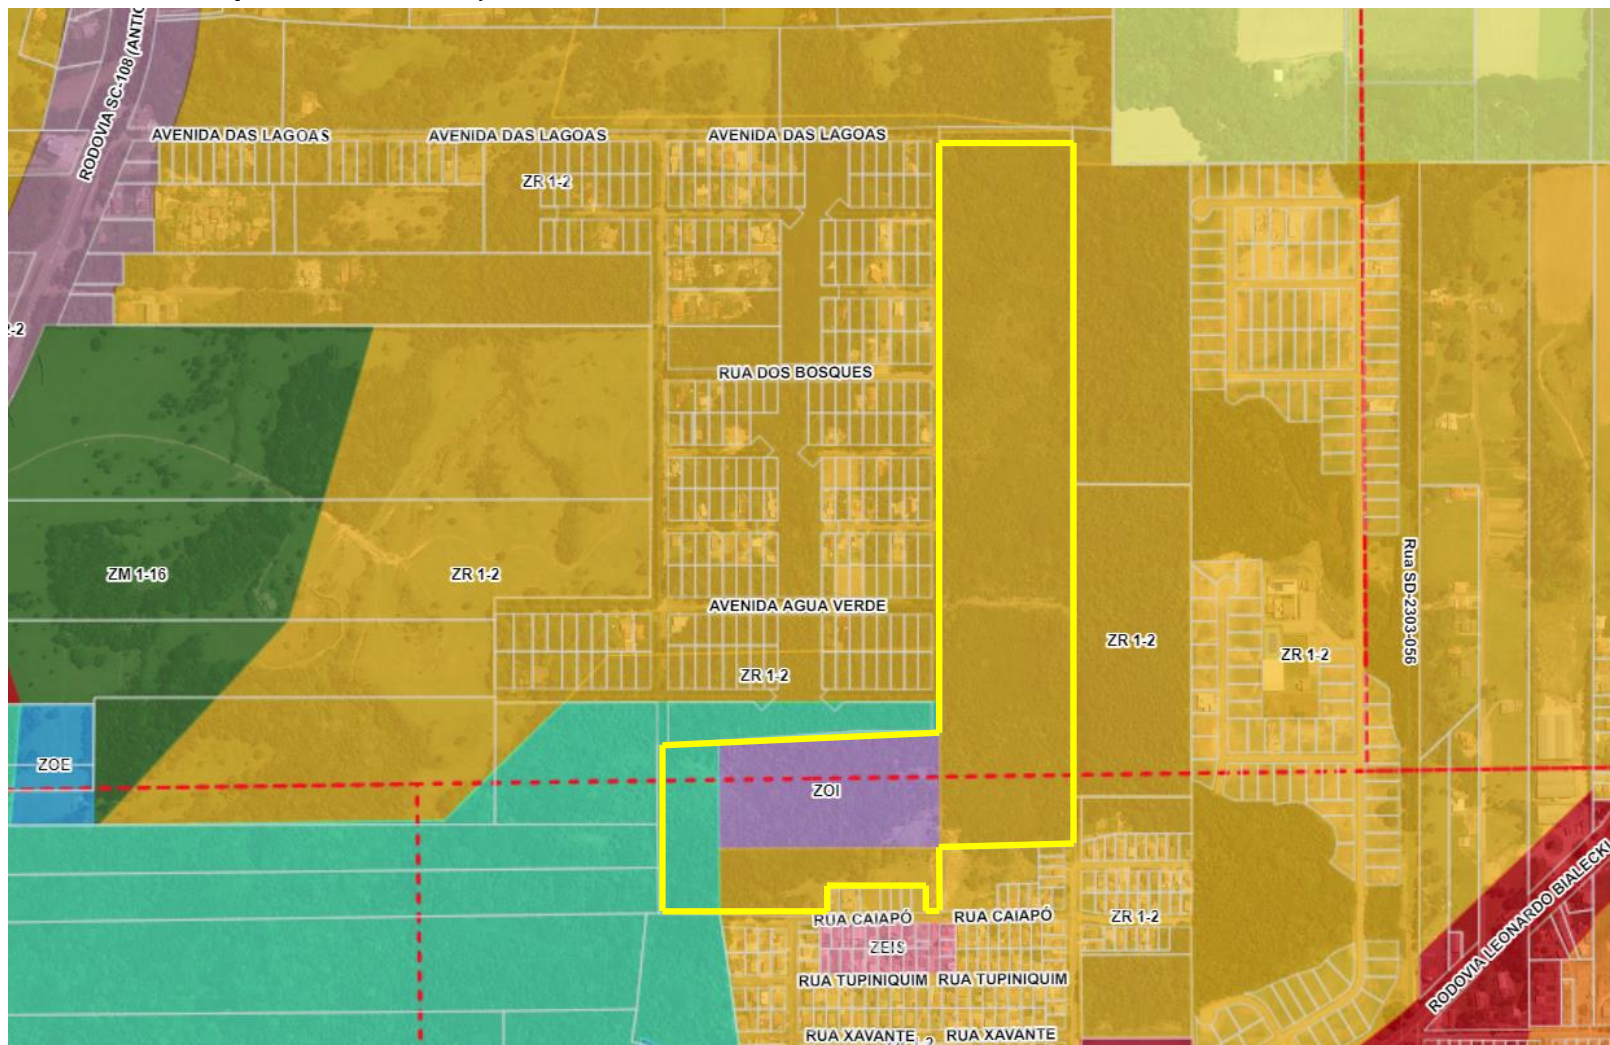 RODOVIA SC-108 (ANTIG
AVENIDA DAS LAGOAS
AVENIDA DAS LAGOAS
AVENIDA DAS LAGOAS
ZR 1-2
2-2
RUA DOS BOSQUES
ZM 1-16
ZR 1-2
Rua SD-2303-056
AVENIDA AGUA VERDE
ZR 1-2
ZR 1-2
ZR 1-2
ZOE
ZOI
RUA CAIAPÓ
RUA CAIAPÓ
ZR 1-2
ZEIS
RODOVIA LEONARDO BIALECKI
RUA TUPINIQUIM
RUA TUPINIQUIM
RUA XAVANTE
RUA XAVANTE